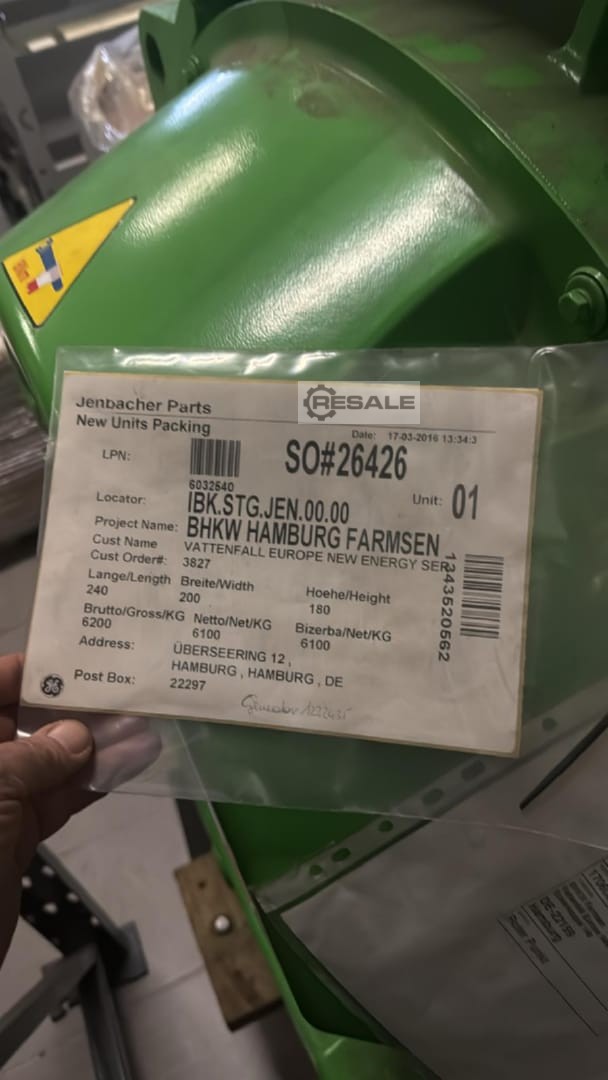 RESALE
Jenbacher Parts
New Units Packing
Date: 17-03-2016 13:34:3
LPN:
6032640
SO#26426
Locator:
IBK.STG.JEN.00.00
Unit: 01
Project Name: BHKW HAMBURG FARMSEN
Cust Name VATTENFALL EUROPE NEW ENERGY SER
Cust Order#: 3827
1343520562
Lange/Length Breite/Width Hoehe/Height
240 200 180
Brutto/Gross/KG Netto/Net/KG Bizerba/Net/KG
6200 6100 6100
Address: ÜBERSEERING 12 ,
HAMBURG , HAMBURG , DE
Post Box: 22297
GE